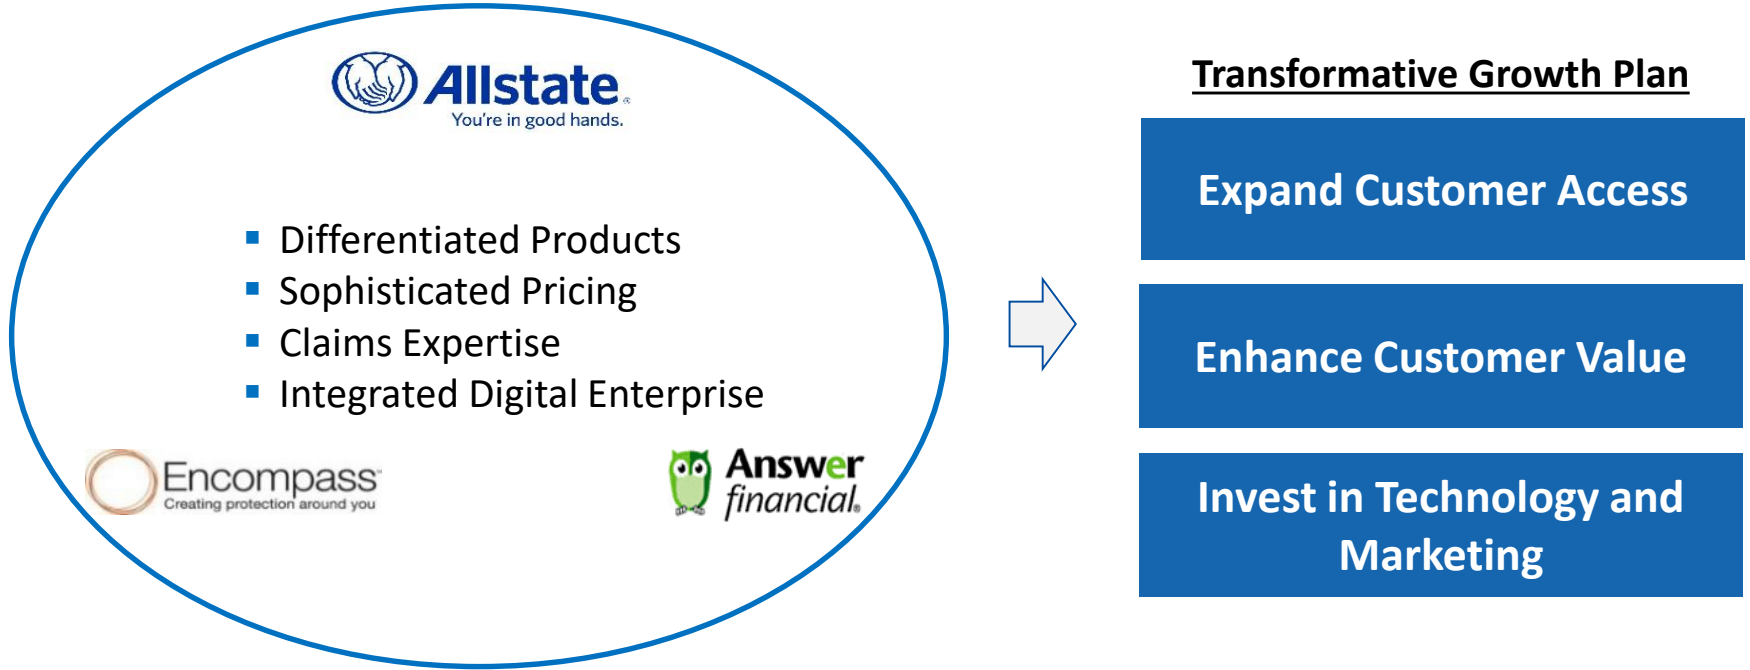 Allstate®
You're in good hands.
▪ Differentiated Products
▪ Sophisticated Pricing
▪ Claims Expertise
▪ Integrated Digital Enterprise
Encompass℠
Creating protection around you
Answer
financial®
Transformative Growth Plan
Expand Customer Access
Enhance Customer Value
Invest in Technology and
Marketing